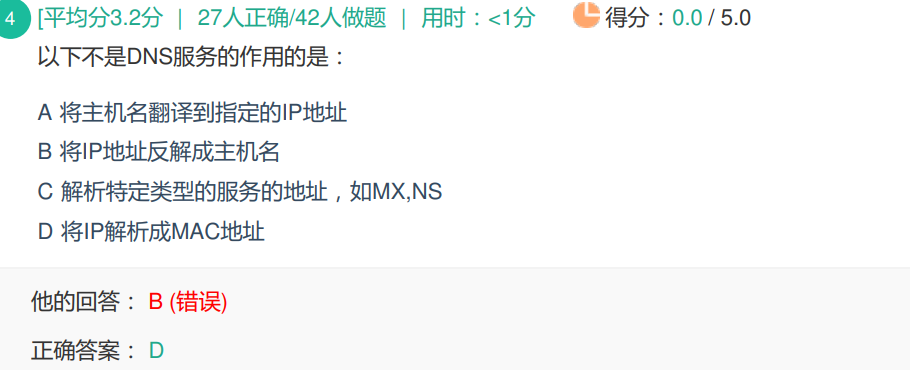 4 [平均分3.2分 | 27人正确/42人做题 | 用时：<1分 得分：0.0 / 5.0
以下不是DNS服务的作用的是：
A 将主机名翻译到指定的IP地址
B 将IP地址反解成主机名
C 解析特定类型的服务的地址，如MX,NS
D 将IP解析成MAC地址
他的回答： B (错误)
正确答案： D